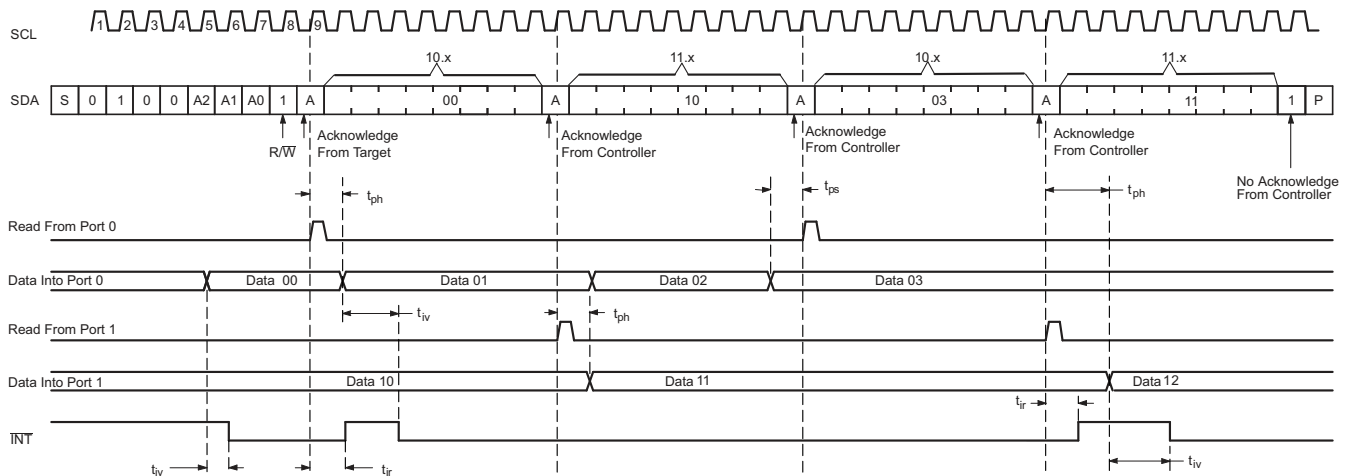 SCL
1 2 3 4 5 6 7 8 9
I0.x I1.x I0.x I1.x
SDA S 0 1 0 0 A2 A1 A0 1 A 00 A 10 A 03 A 11 1 P
R/W
Acknowledge
From Target
Acknowledge
From Controller
Acknowledge
From Controller
Acknowledge
From Controller
No Acknowledge
From Controller
tph tps tph
Read From Port 0
Data Into Port 0 Data 00 Data 01 Data 02 Data 03
tiv tph
Read From Port 1
Data Into Port 1 Data 10 Data 11 Data 12
tir
INT
tiv tir tiv